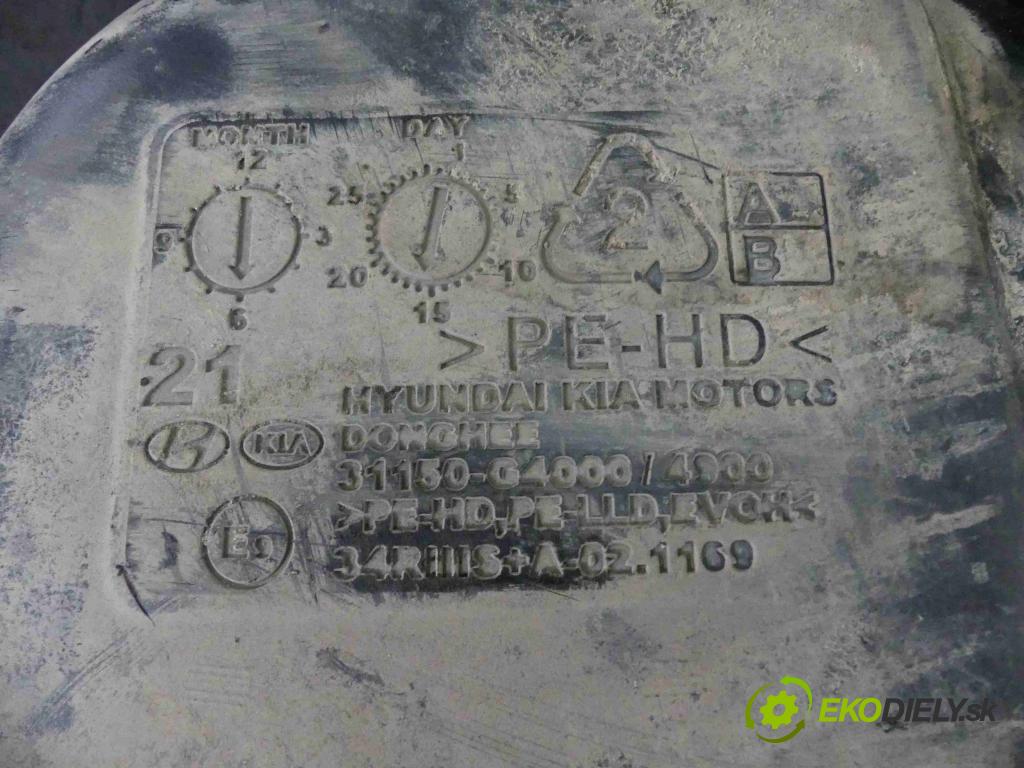 MONTH DAY
12 1
25 5
9 3
20 10
6 15
2
A
B
>PE-HD<
21
HYUNDAI KIA MOTORS
KIA DONGHEE
31150-G4000/4900
>PE-HD,PE-LLD,EVOH<
E9
34RIIIS+A-02.1169
EKODIELY.sk